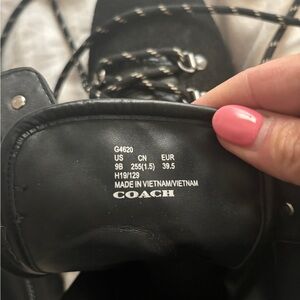 G4620
US CN EUR
9B 255(1.5) 39.5
H19/129
MADE IN VIETNAM/VIETNAM
COACH